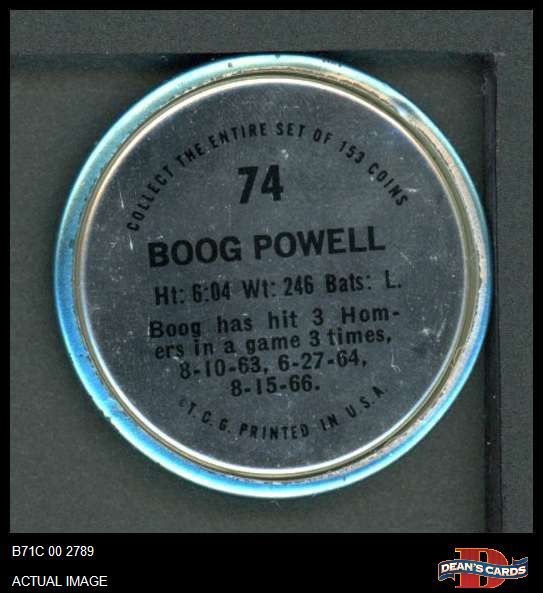 COLLECT THE ENTIRE SET OF 153 COINS
74
BOOG POWELL
Ht: 6:04 Wt: 246 Bats: L.
Boog has hit 3 Hom-
ers in a game 3 times,
8-10-63, 6-27-64,
8-15-66.
©T.C.G. PRINTED IN U.S.A.
B71C 00 2789
ACTUAL IMAGE
D
DEAN'S CARDS